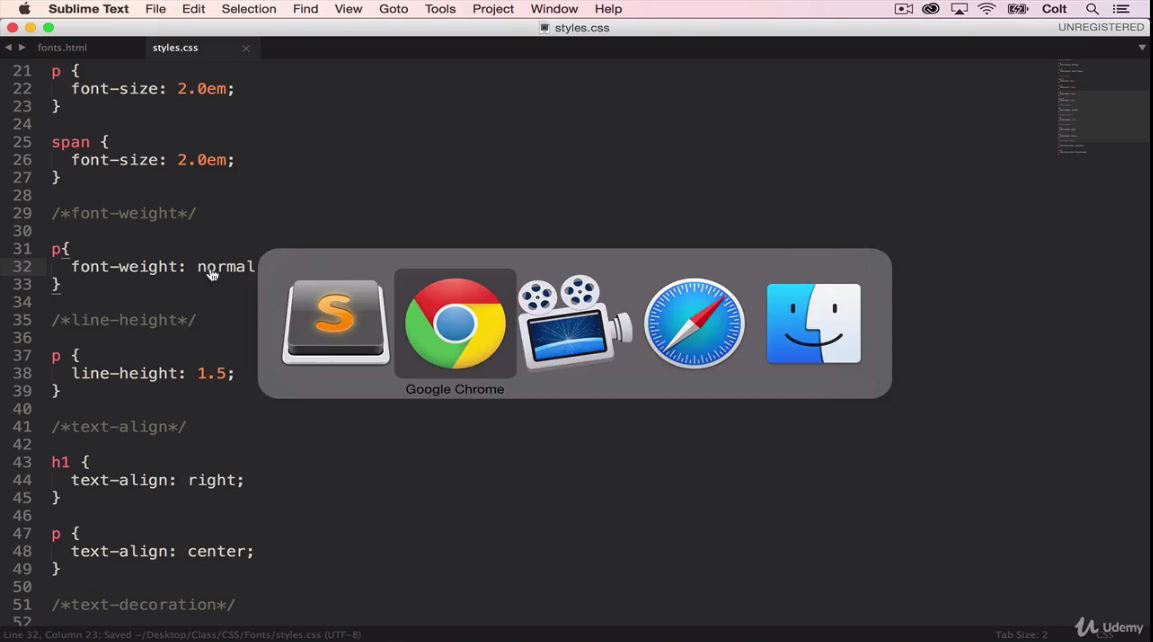 Sublime Text File Edit Selection Find View Goto Tools Project Window Help Colt
styles.css UNREGISTERED
fonts.html styles.css
21 p {
22 font-size: 2.0em;
23 }
24
25 span {
26 font-size: 2.0em;
27 }
28
29 /*font-weight*/
30
31 p{
32 font-weight: normal
33 }
34
35 /*line-height*/
36
37 p {
38 line-height: 1.5;
39 }
Google Chrome
40
41 /*text-align*/
42
43 h1 {
44 text-align: right;
45 }
46
47 p {
48 text-align: center;
49 }
50
51 /*text-decoration*/
52
Line 32, Column 23; Saved ~/Desktop/Class/CSS/Fonts/styles.css (UTF-8) Tab Size: 2 CSS
Udemy